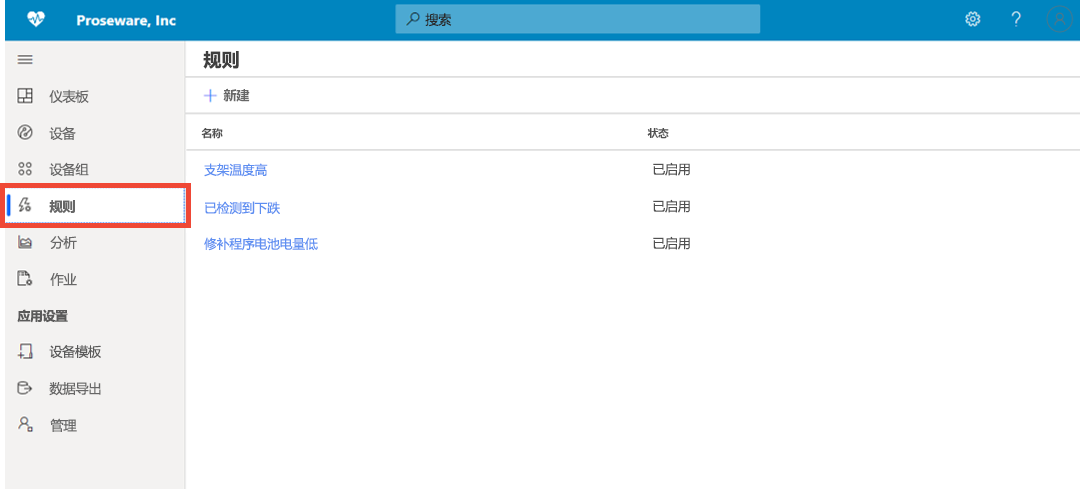 Proseware, Inc
搜索
规则
新建
名称 状态
支架温度高 已启用
已检测到下跌 已启用
修补程序电池电量低 已启用
仪表板
设备
设备组
规则
分析
作业
应用设置
设备模板
数据导出
管理